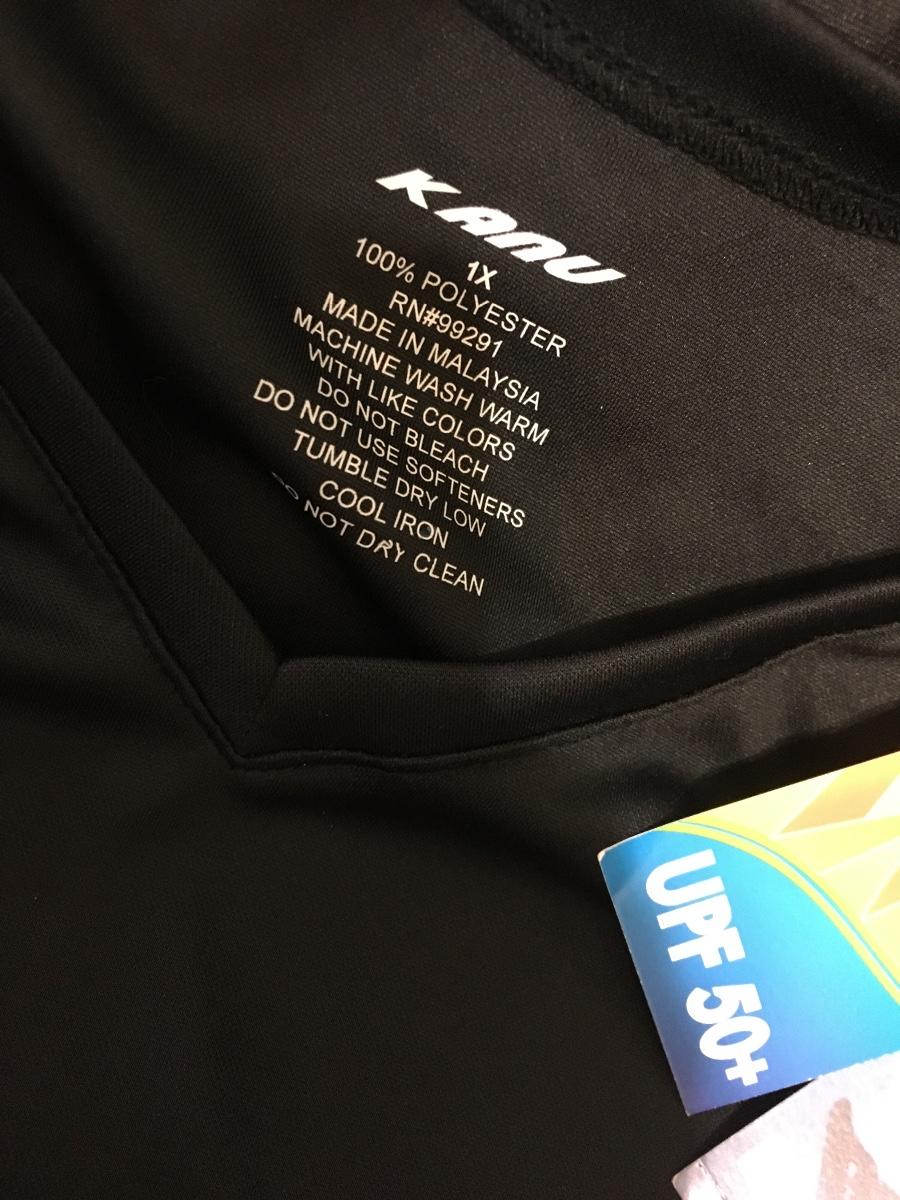 KANU
1X
100% POLYESTER
RN#99291
MADE IN MALAYSIA
MACHINE WASH WARM
WITH LIKE COLORS
DO NOT BLEACH
DO NOT USE SOFTENERS
TUMBLE DRY LOW
COOL IRON
DO NOT DRY CLEAN
UPF 50+